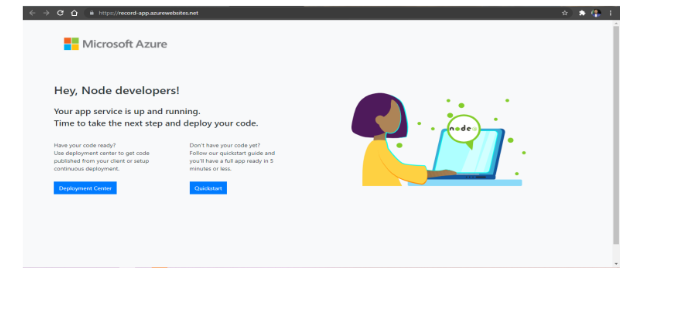 https://record-app.azurewebsites.net
Microsoft Azure
Hey, Node developers!
Your app service is up and running.
Time to take the next step and deploy your code.
Have your code ready?
Use deployment center to get code
published from your client or setup
continuous deployment.
Deployment Center
Don't have your code yet?
Follow our quickstart guide and
you'll have a full app ready in 5
minutes or less.
Quickstart
node